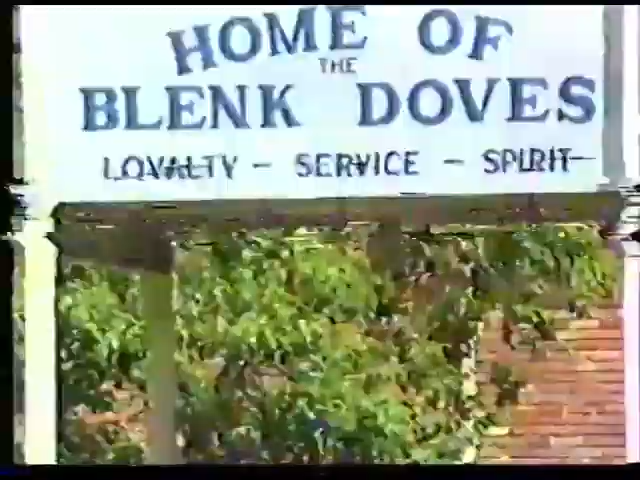 HOME OF
THE
BLENK DOVES
LOYALTY - SERVICE - SPIRIT